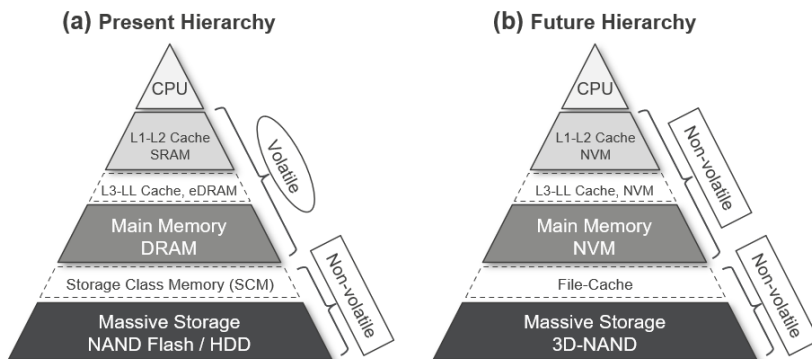 (a) Present Hierarchy
CPU
L1-L2 Cache
SRAM
L3-LL Cache, eDRAM
Main Memory
DRAM
Storage Class Memory (SCM)
Massive Storage
NAND Flash / HDD
Volatile
Non-volatile
(b) Future Hierarchy
CPU
L1-L2 Cache
NVM
L3-LL Cache, NVM
Main Memory
NVM
File-Cache
Massive Storage
3D-NAND
Non-volatile
Non-volatile